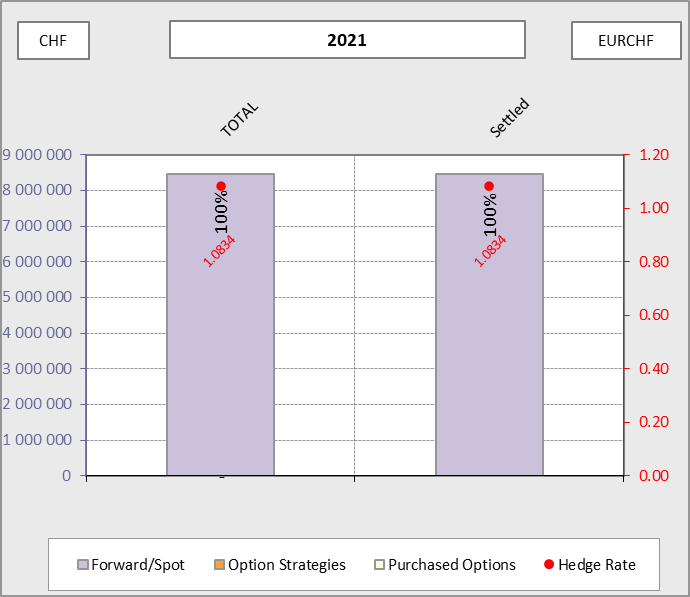 CHF
2021
EURCHF
TOTAL
Settled
9 000 000
8 000 000
7 000 000
6 000 000
5 000 000
4 000 000
3 000 000
2 000 000
1 000 000
0
100%
1.0834
100%
1.0834
1.20
1.00
0.80
0.60
0.40
0.20
0.00
Forward/Spot
Option Strategies
Purchased Options
Hedge Rate